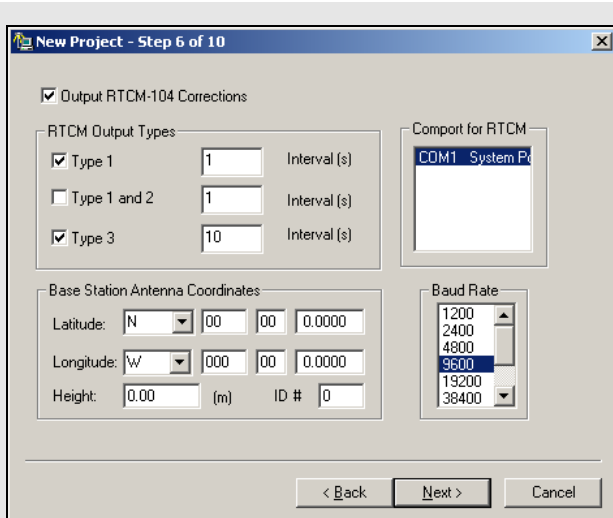 New Project - Step 6 of 10
Output RTCM-104 Corrections
RTCM Output Types
Type 1 1 Interval (s)
Type 1 and 2 1 Interval (s)
Type 3 10 Interval (s)
Comport for RTCM
COM1 System
Base Station Antenna Coordinates
Latitude: N 00 00 0.0000
Longitude: W 000 00 0.0000
Height: 0.00 (m) ID # 0
Baud Rate
1200
2400
4800
9600
19200
38400
< Back Next > Cancel